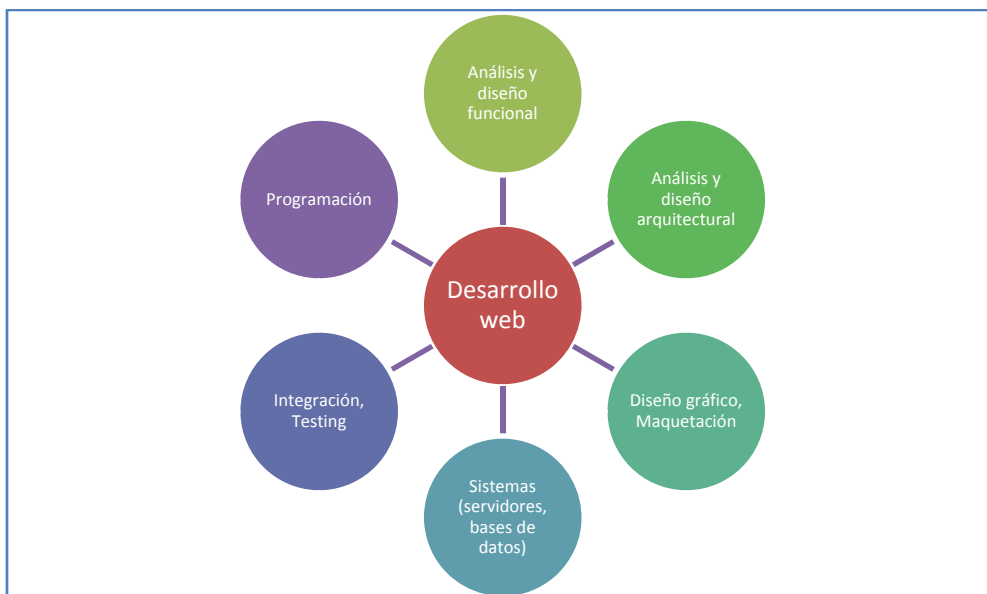 Análisis y
diseño
funcional
Análisis y
diseño
arquitectural
Diseño gráfico,
Maquetación
Sistemas
(servidores,
bases de
datos)
Integración,
Testing
Programación
Desarrollo
web